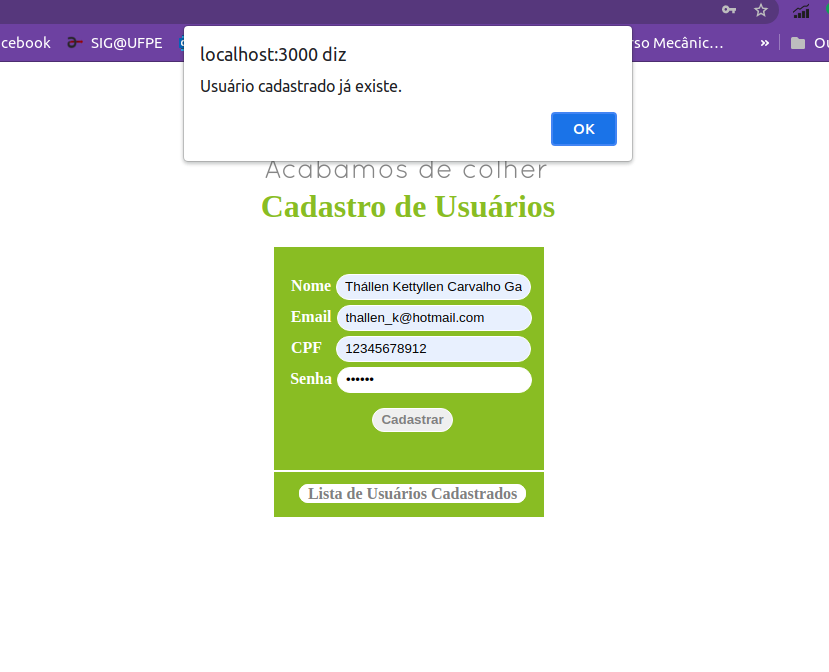 cebook SIG@UFPE rso Mecânic… » Ou
localhost:3000 diz
Usuário cadastrado já existe.
OK
Acabamos de colher
Cadastro de Usuários
Nome Thállen Kettyllen Carvalho Ga
Email thallen_k@hotmail.com
CPF 12345678912
Senha ••••••
Cadastrar
Lista de Usuários Cadastrados